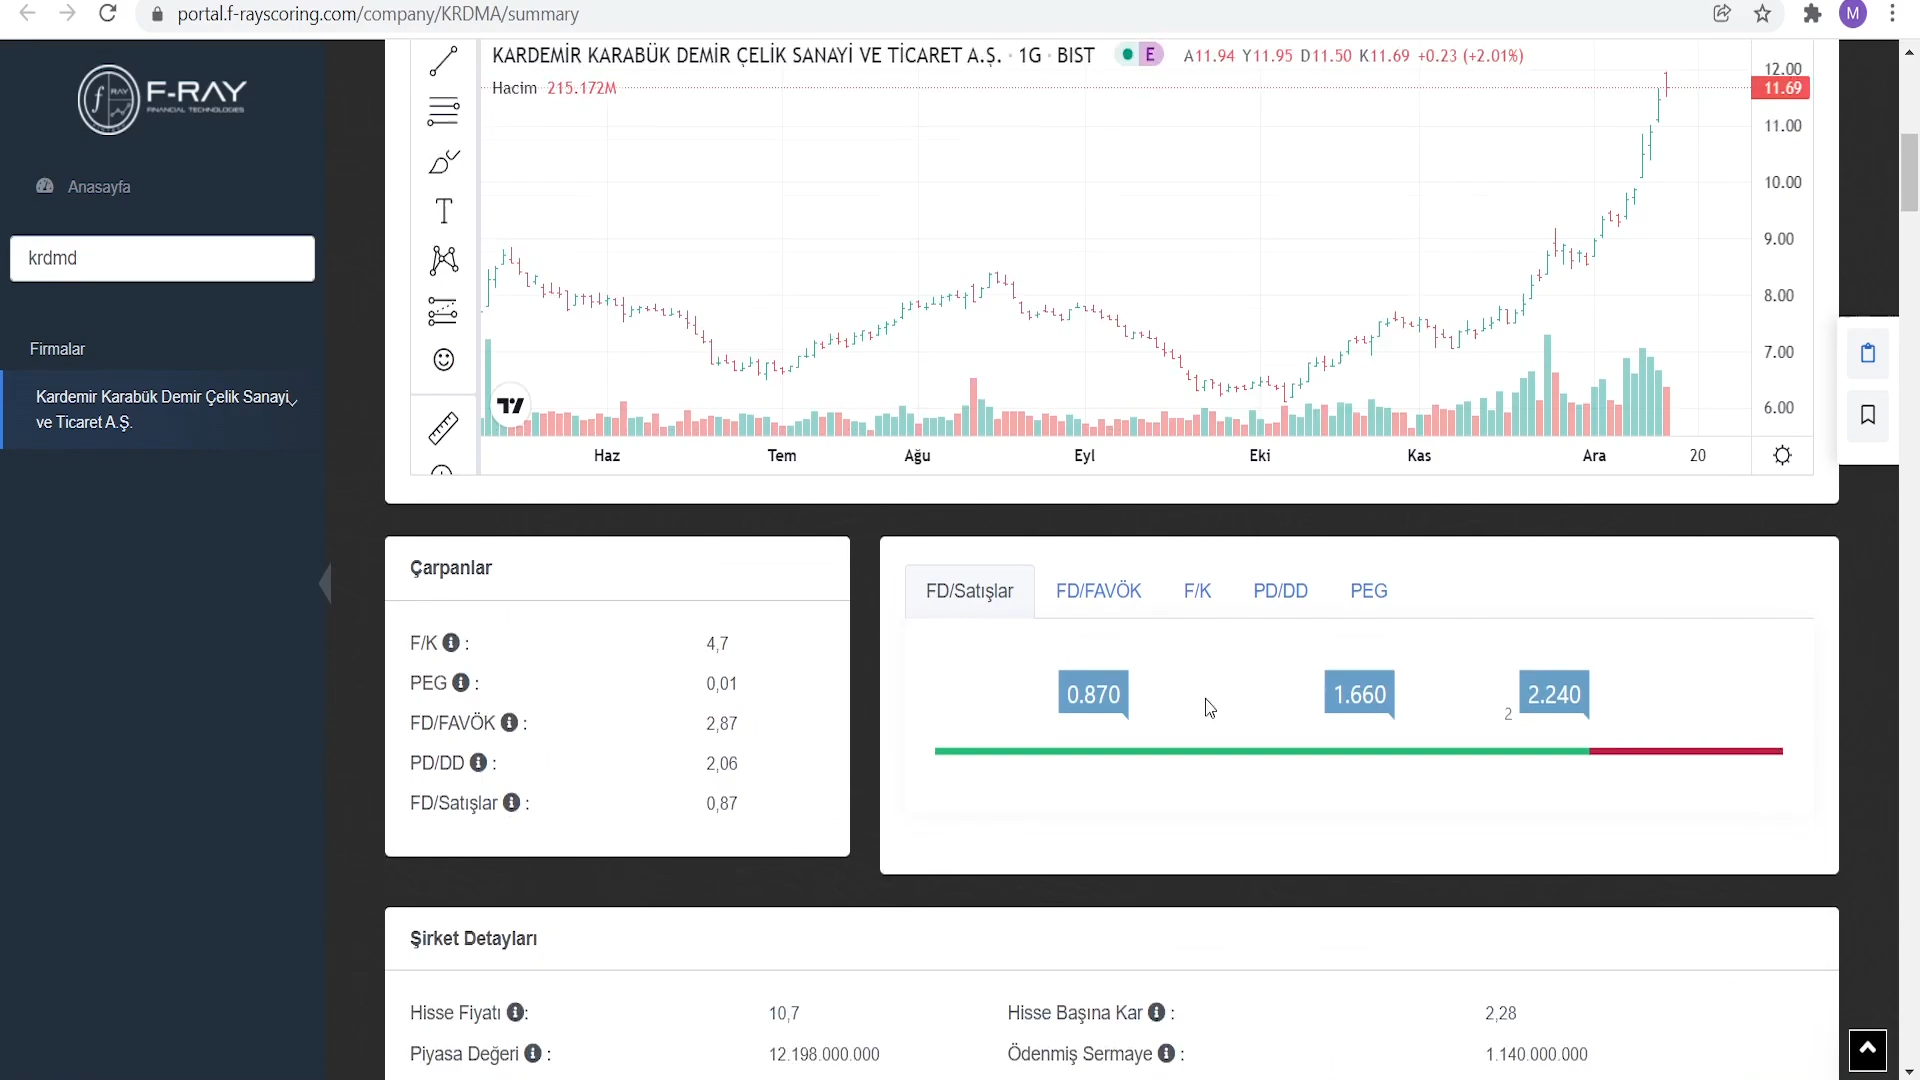 portal.f-rayscoring.com/company/KRDMA/summary
M
F-RAY
FINANCIAL TECHNOLOGIES
Anasayfa
krdmd
Firmalar
Kardemir Karabük Demir Çelik Sanayi
ve Ticaret A.Ş.
KARDEMİR KARABÜK DEMİR ÇELİK SANAYİ VE TİCARET A.Ş. · 1G · BIST E A11.94 Y11.95 D11.50 K11.69 +0.23 (+2.01%)
Hacim 215.172M
12.00
11.69
11.00
10.00
9.00
8.00
7.00
6.00
Haz Tem Ağu Eyl Eki Kas Ara 20
Çarpanlar
F/K : 4,7
PEG : 0,01
FD/FAVÖK : 2,87
PD/DD : 2,06
FD/Satışlar : 0,87
FD/Satışlar FD/FAVÖK F/K PD/DD PEG
0.870 1.660 2 2.240
Şirket Detayları
Hisse Fiyatı : 10,7 Hisse Başına Kar : 2,28
Piyasa Değeri : 12.198.000.000 Ödenmiş Sermaye : 1.140.000.000